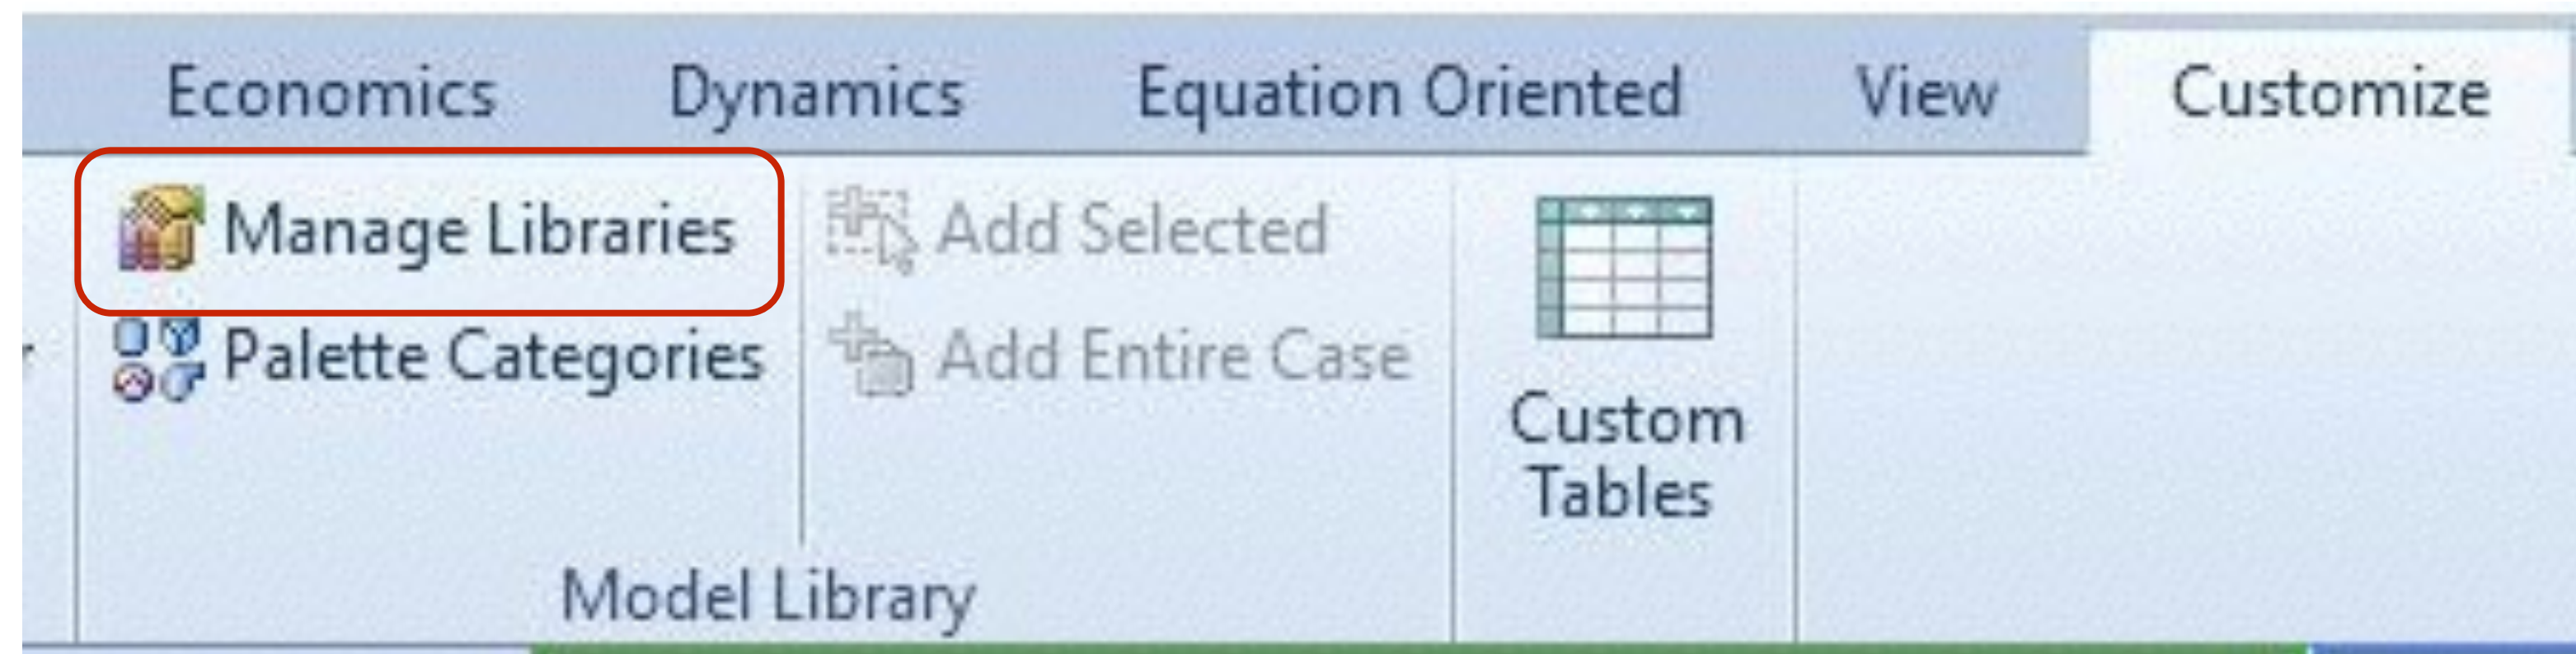 Economics Dynamics Equation Oriented View Customize
Manage Libraries Add Selected
Palette Categories Add Entire Case
Custom
Tables
Model Library